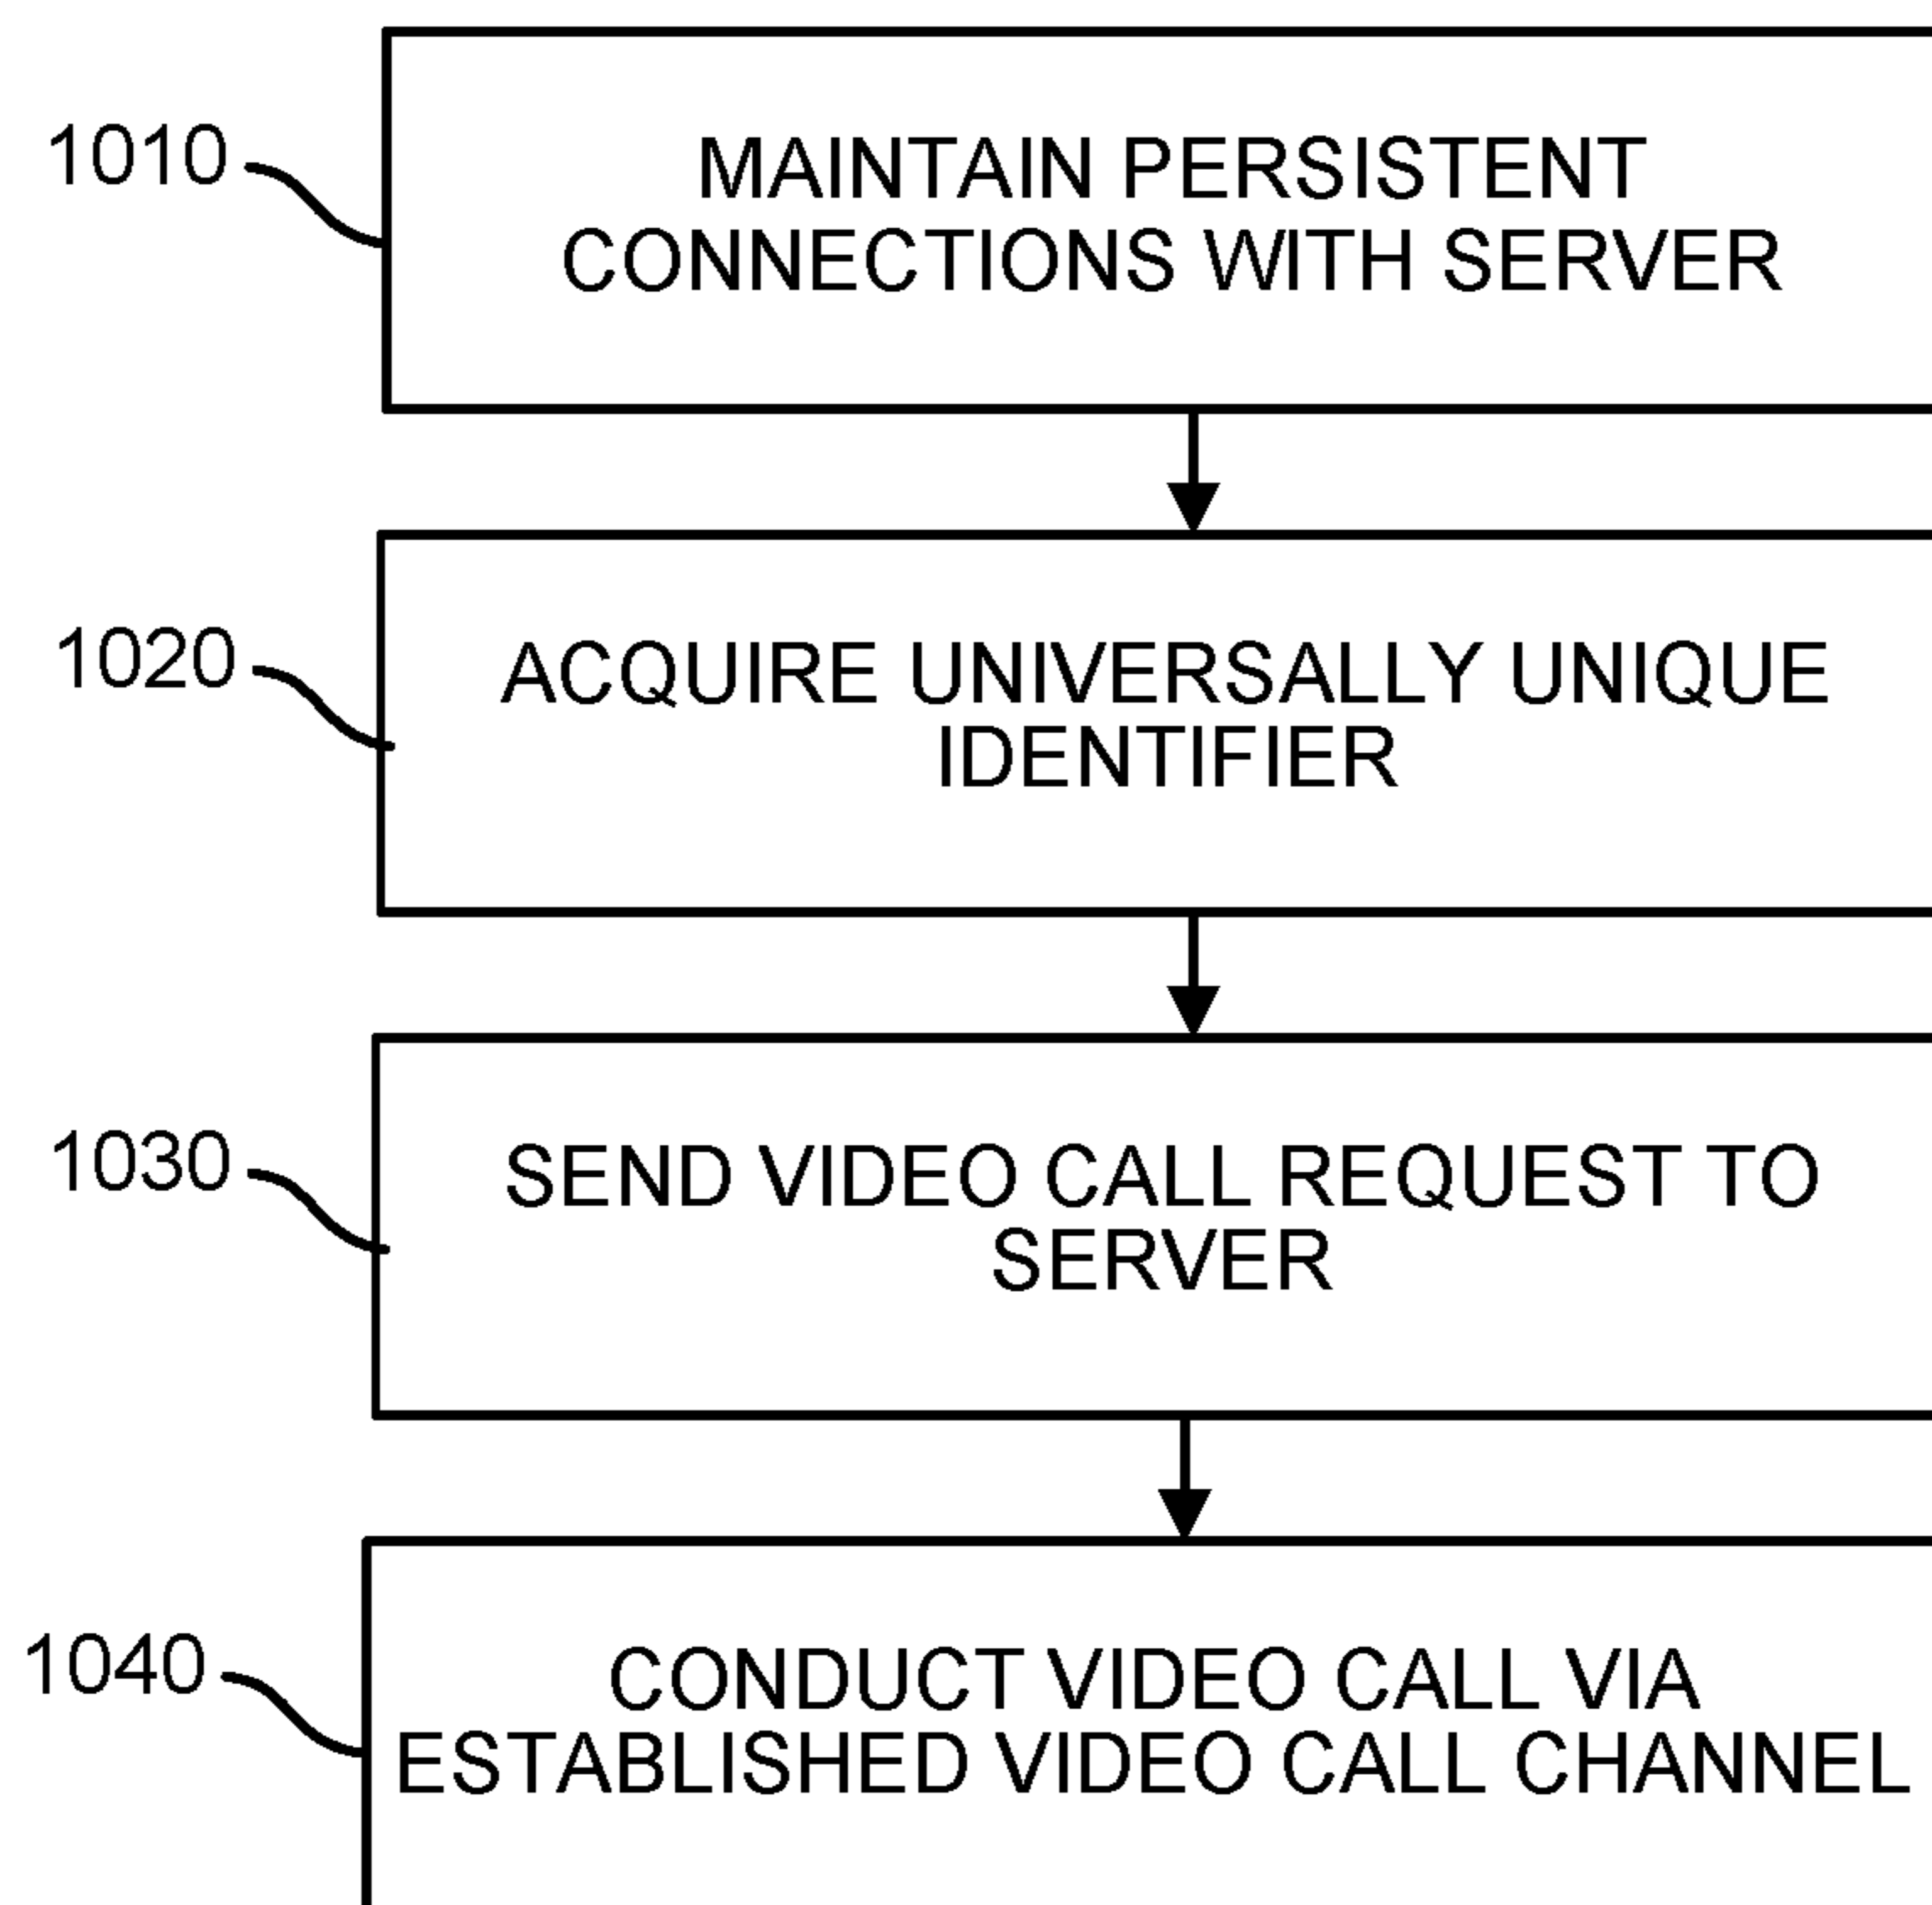 1010
MAINTAIN PERSISTENT
CONNECTIONS WITH SERVER
1020
ACQUIRE UNIVERSALLY UNIQUE
IDENTIFIER
1030
SEND VIDEO CALL REQUEST TO
SERVER
1040
CONDUCT VIDEO CALL VIA
ESTABLISHED VIDEO CALL CHANNEL